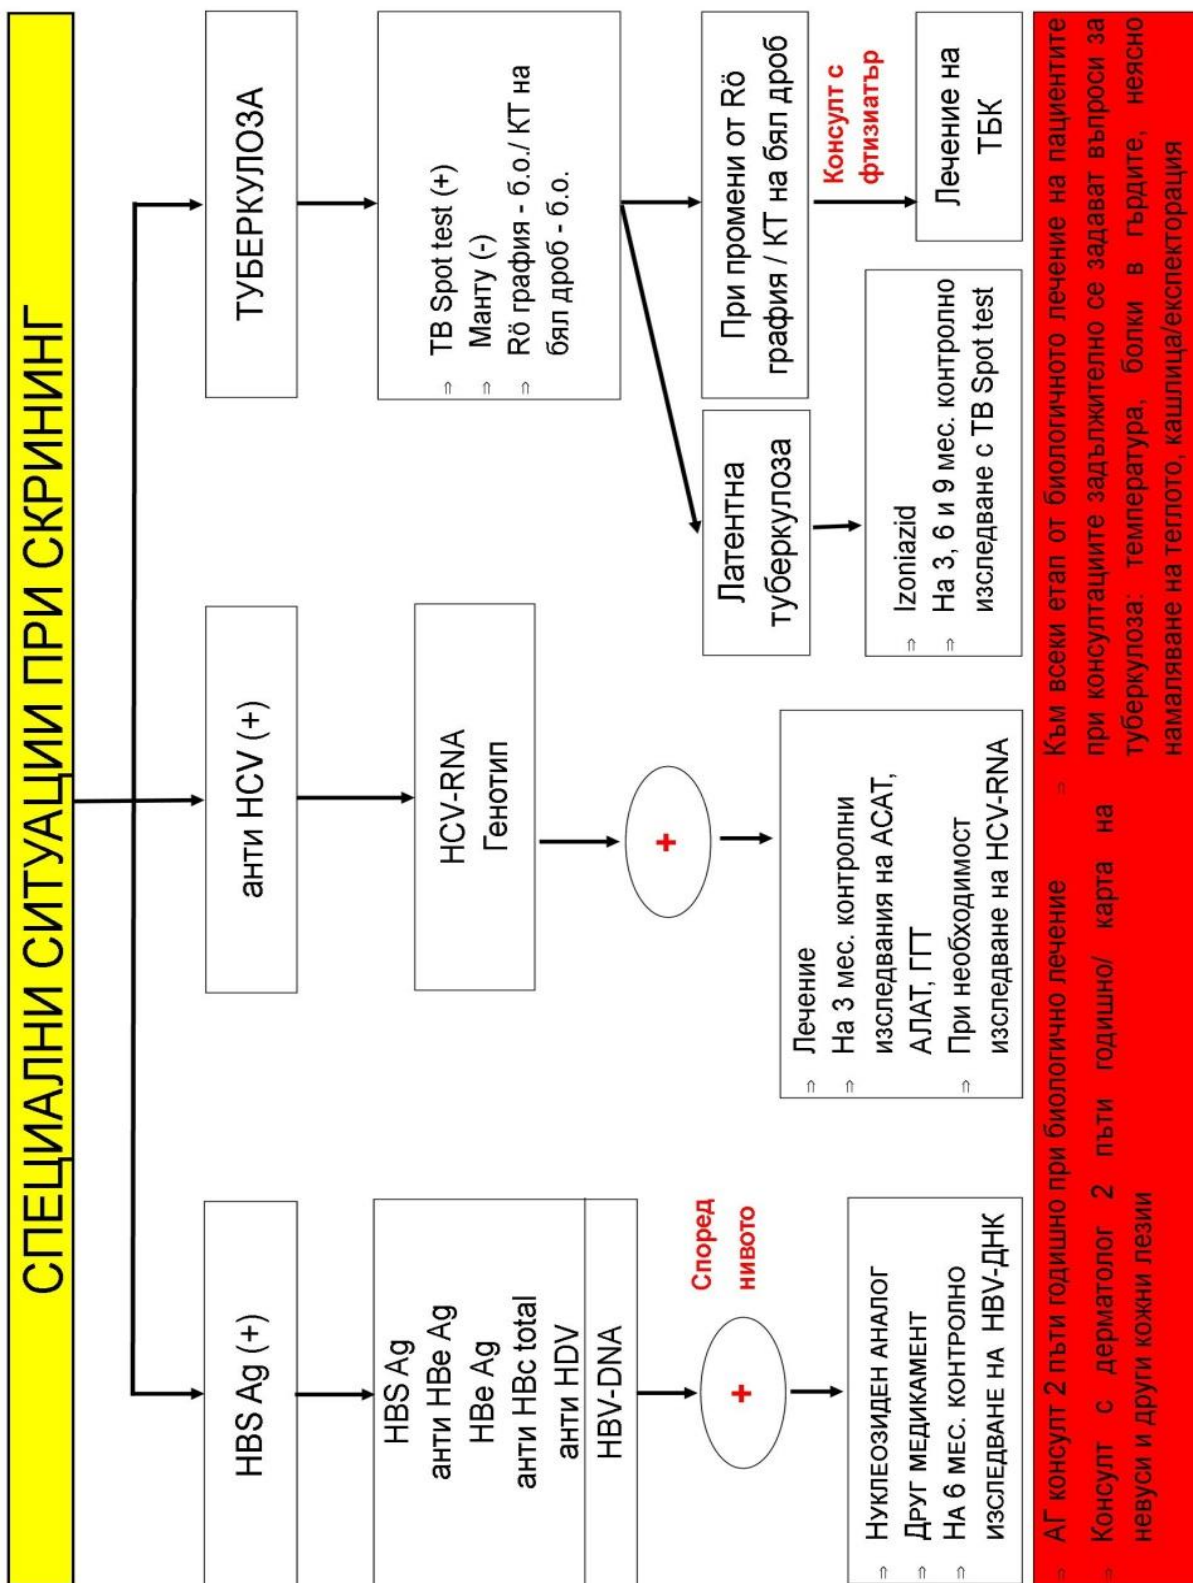 СПЕЦИАЛНИ СИТУАЦИИ ПРИ СКРИНИНГ
HBS Ag (+)
HBS Ag
анти HBe Ag
HBe Ag
анти HBc total
анти HDV
HBV-DNA
Според
нивото
+
⇒ НУКЛЕОЗИДЕН АНАЛОГ
⇒ ДРУГ МЕДИКАМЕНТ
⇒ НА 6 МЕС. КОНТРОЛНО
ИЗСЛЕДВАНЕ НА HBV-ДНК
анти HCV (+)
HCV-RNA
Генотип
+
⇒ Лечение
⇒ На 3 мес. контролни
изследвания на АСАТ,
АЛАТ, ГГТ
⇒ При необходимост
изследване на HCV-RNA
ТУБЕРКУЛОЗА
⇒ TB Spot test (+)
⇒ Манту (-)
⇒ Rö графия - б.о./ КТ на
бял дроб - б.о.
Латентна
туберкулоза
⇒ Izoniazid
⇒ На 3, 6 и 9 мес. контролно
изследване с TB Spot test
При промени от Rö
графия / КТ на бял дроб
Консулт с
фтизиатър
Лечение на
ТБК
⇒ АГ консулт 2 пъти годишно при биологично лечение
⇒ Консулт с дерматолог 2 пъти годишно/ карта на
невуси и други кожни лезии
⇒ Към всеки етап от биологичното лечение на пациентите
при консултациите задължително се задават въпроси за
туберкулоза: температура, болки в гърдите, неясно
намаляване на теглото, кашлица/експекторация